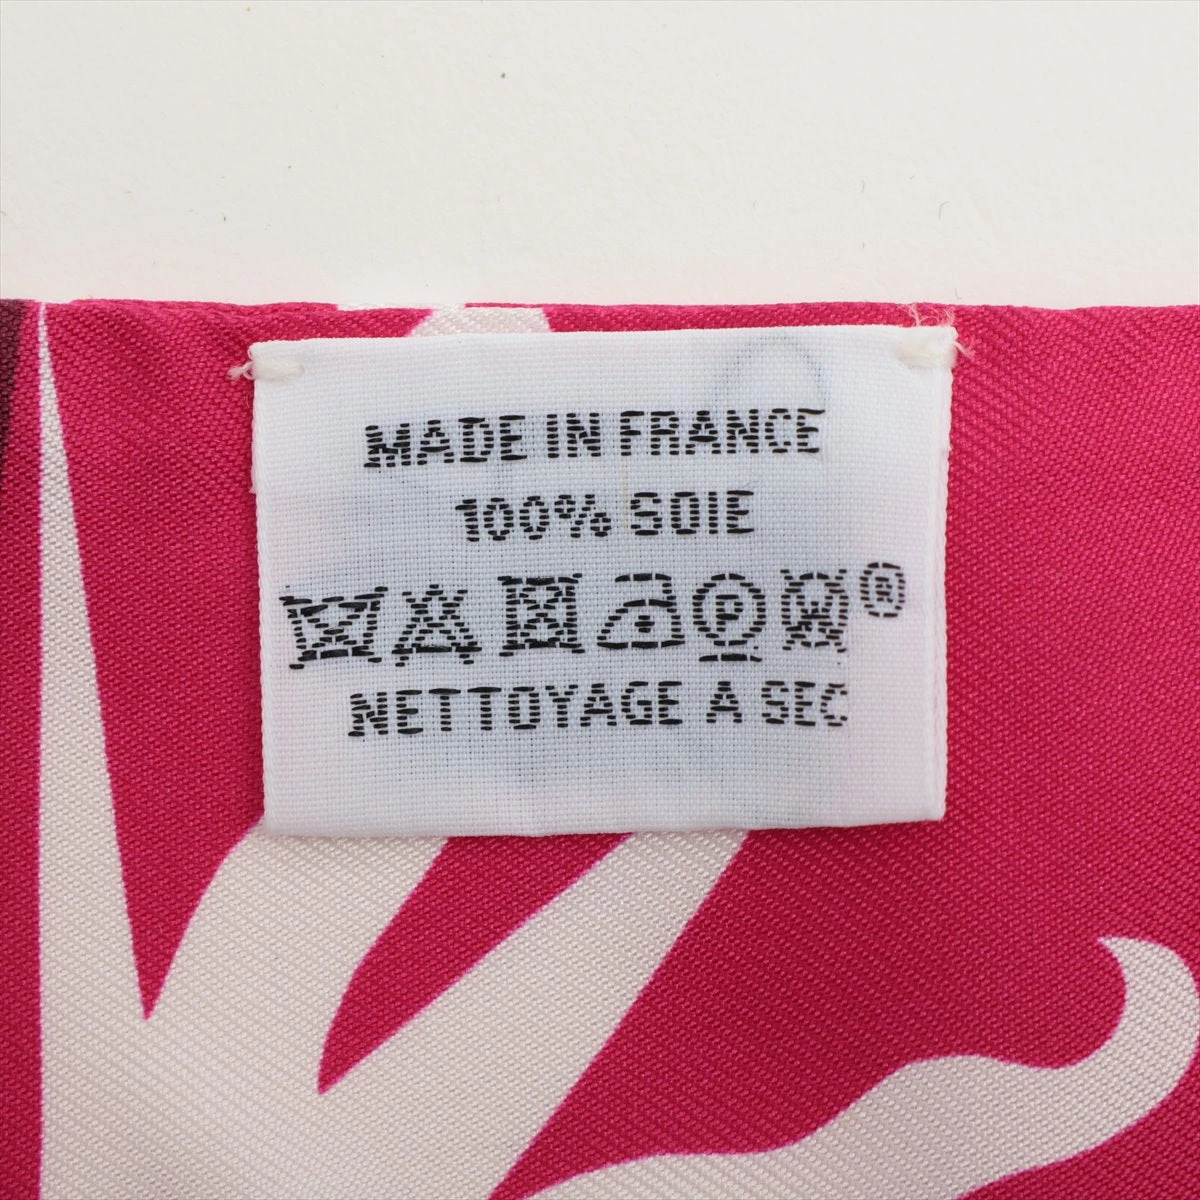 MADE IN FRANCE
100% SOIE
P ®
NETTOYAGE A SEC